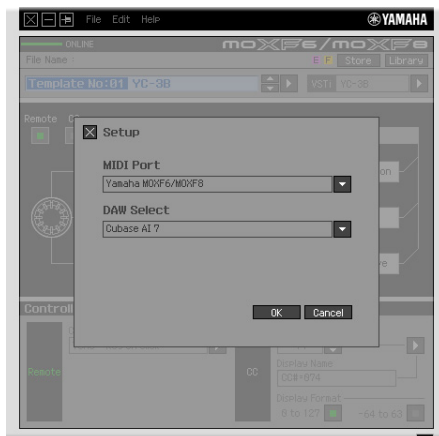 File Edit Help YAMAHA
ONLINE MOXF6/MOXF8
File Name : E F Store Library
Template No:01 YC-3B VSTi YC-3B
Remote
Setup
MIDI Port
Yamaha MOXF6/MOXF8
DAW Select
Cubase AI 7
OK Cancel
Remote CC
Display Name
CC#=074
Display Format
0 to 127 -64 to 63